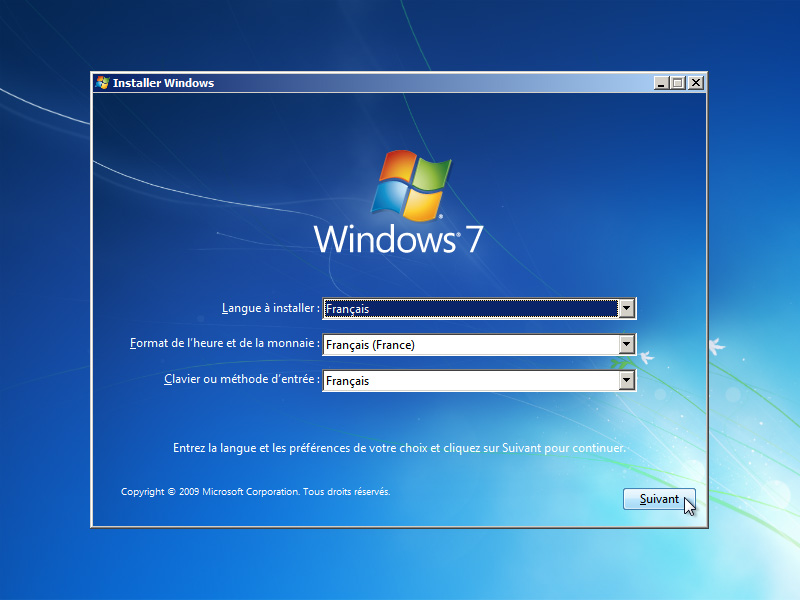 Installer Windows
Windows® 7
Langue à installer : Français
Format de l'heure et de la monnaie : Français (France)
Clavier ou méthode d'entrée : Français
Entrez la langue et les préférences de votre choix et cliquez sur Suivant pour continuer.
Copyright © 2009 Microsoft Corporation. Tous droits réservés.
Suivant